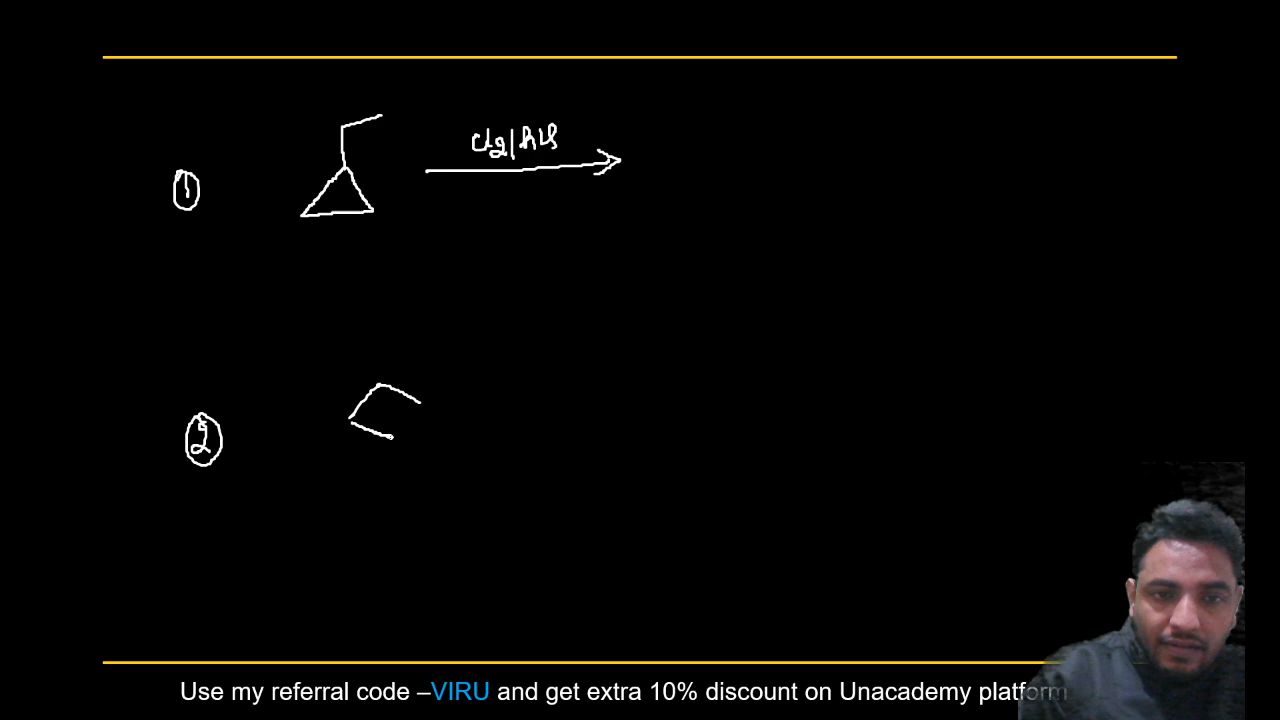 ① Cl2/hν
②
Use my referral code –VIRU and get extra 10% discount on Unacademy platform